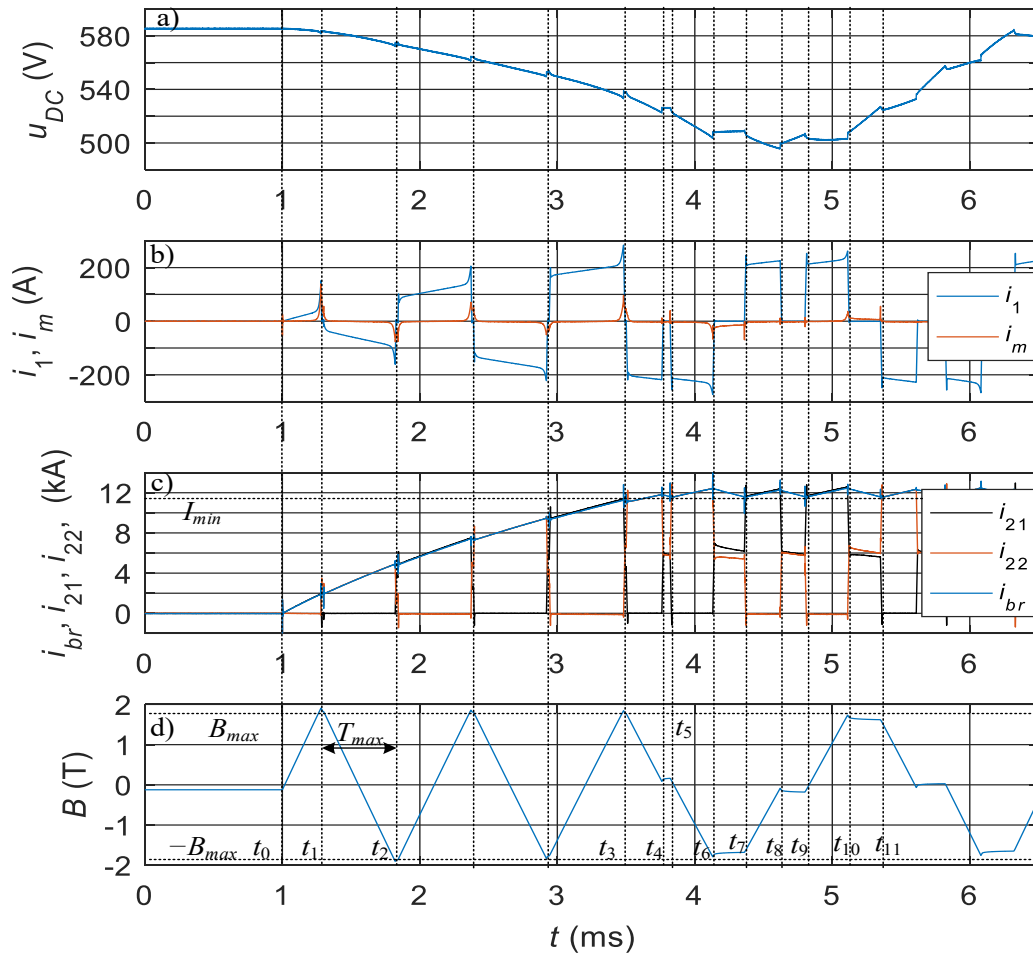 a)
580
540
500
u_DC (V)
0 1 2 3 4 5 6
b)
200
0
-200
i_1, i_m (A)
i_1
i_m
0 1 2 3 4 5 6
c)
12
8
4
0
i_br, i_21, i_22, (kA)
I_min
i_21
i_22
i_br
0 1 2 3 4 5 6
d)
2
1
0
-1
-2
B (T)
B_max
T_max
t_5
−B_max t_0 t_1 t_2 t_3 t_4 t_6 t_7 t_8 t_9 t_10 t_11
0 1 2 3 4 5 6
t (ms)